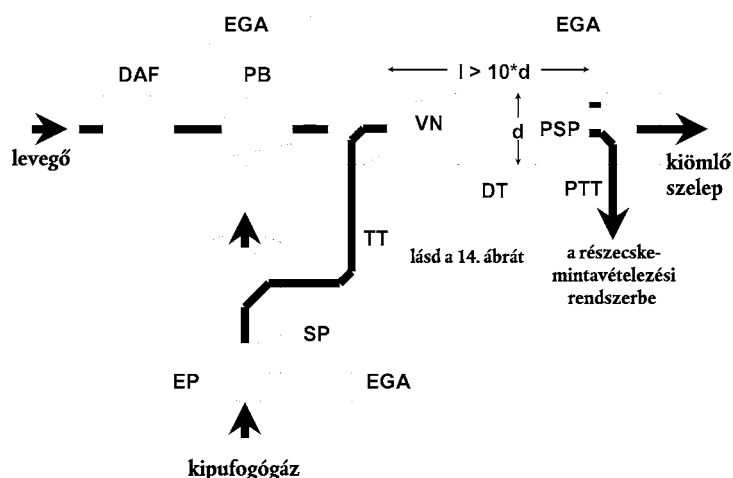 EGA
EGA
DAF
PB
l > 10*d
VN
d
PSP
levegő
kiömlő
szelep
DT
PTT
TT
lásd a 14. ábrát
a részecske-
mintavételezési
rendszerbe
SP
EP
EGA
kipufogógáz